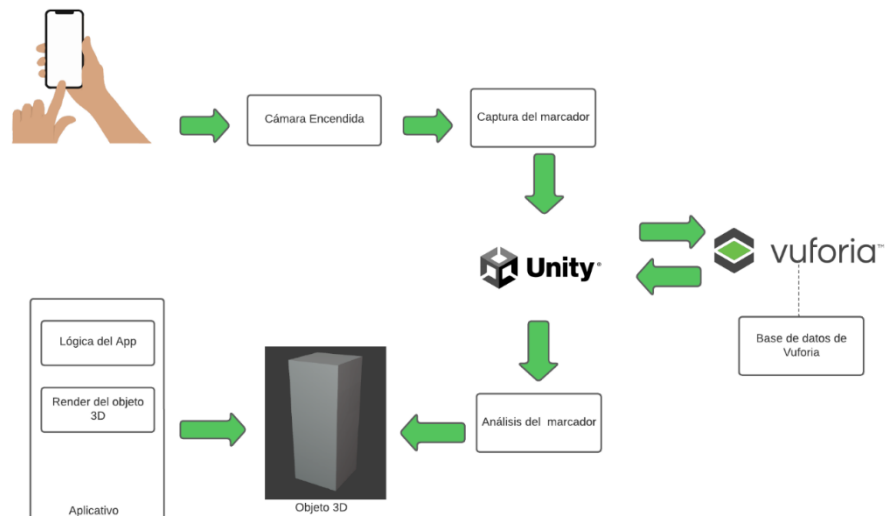 Cámara Encendida
Captura del marcador
Unity®
vuforia™
Base de datos de
Vuforia
Lógica del App
Render del objeto
3D
Análisis del marcador
Aplicativo
Objeto 3D